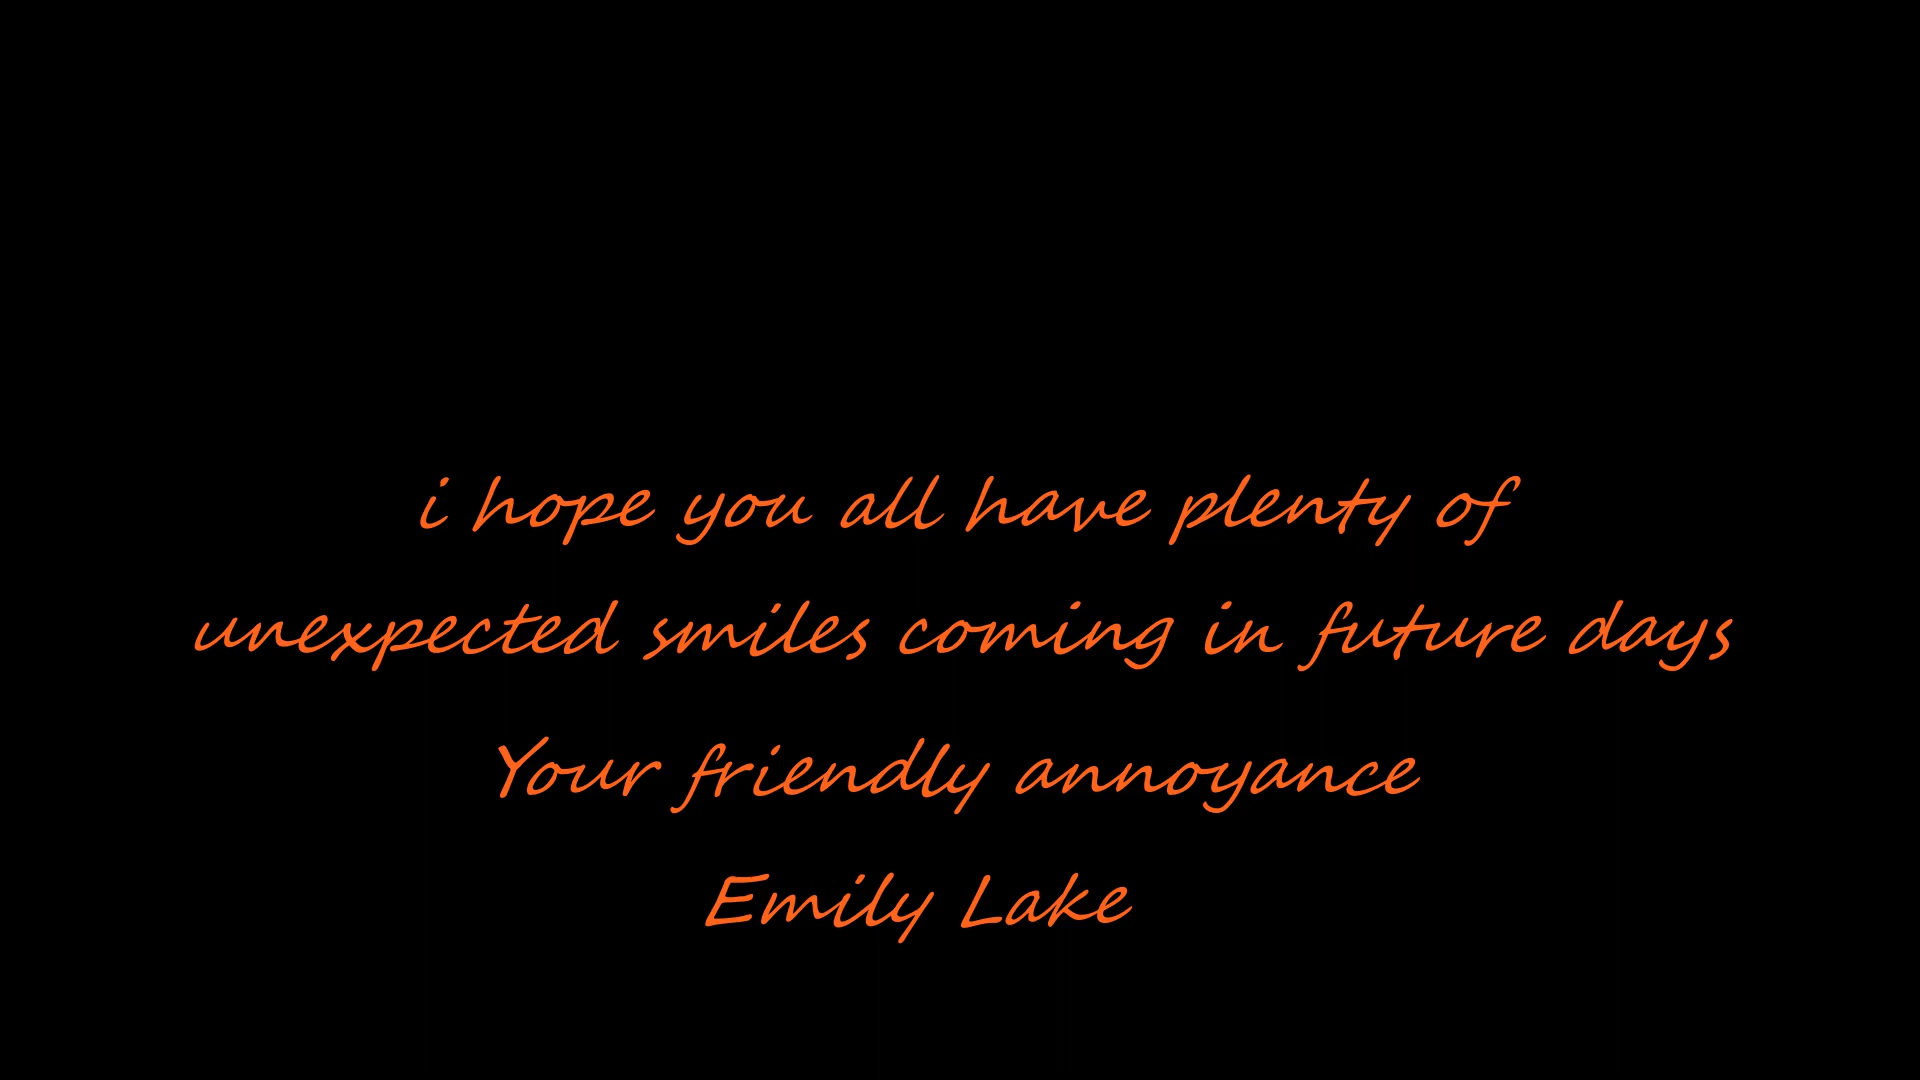 i hope you all have plenty of
unexpected smiles coming in future days
Your friendly annoyance
Emily Lake